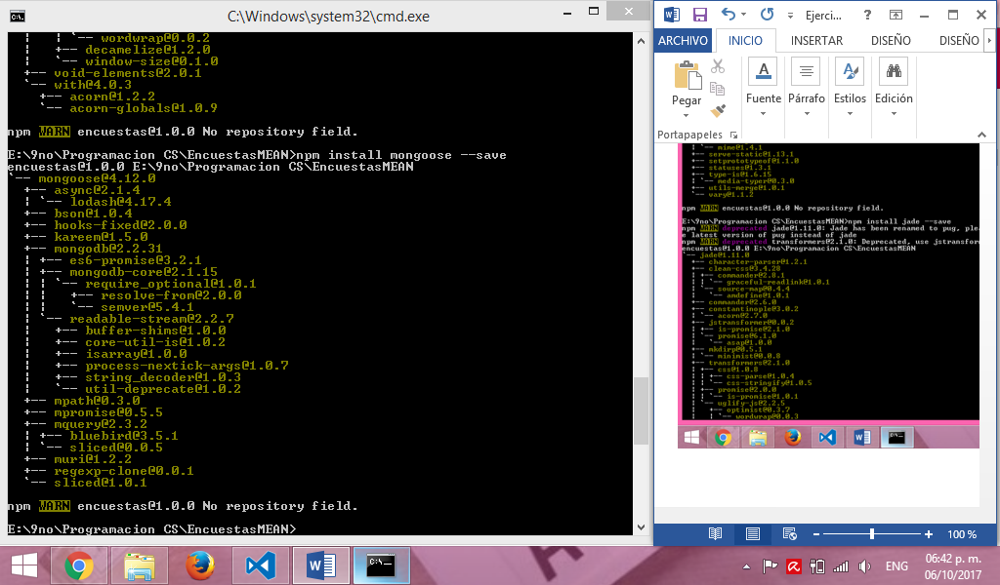 C:\Windows\system32\cmd.exe
¦ ¦ `-- wordwrap@0.0.2
¦ +-- decamelize@1.2.0
¦ `-- window-size@0.1.0
+-- void-elements@2.0.1
`-- with@4.0.3
+-- acorn@1.2.2
`-- acorn-globals@1.0.9
npm WARN encuestas@1.0.0 No repository field.
E:\9no\Programacion CS\EncuestasMEAN>npm install mongoose --save
encuestas@1.0.0 E:\9no\Programacion CS\EncuestasMEAN
`-- mongoose@4.12.0
+-- async@2.1.4
¦ `-- lodash@4.17.4
+-- bson@1.0.4
+-- hooks-fixed@2.0.0
+-- kareem@1.5.0
+-- mongodb@2.2.31
¦ +-- es6-promise@3.2.1
¦ +-- mongodb-core@2.1.15
¦ ¦ `-- require_optional@1.0.1
¦ ¦ +-- resolve-from@2.0.0
¦ ¦ `-- semver@5.4.1
¦ `-- readable-stream@2.2.7
¦ +-- buffer-shims@1.0.0
¦ +-- core-util-is@1.0.2
¦ +-- isarray@1.0.0
¦ +-- process-nextick-args@1.0.7
¦ +-- string_decoder@1.0.3
¦ `-- util-deprecate@1.0.2
+-- mpath@0.3.0
+-- mpromise@0.5.5
+-- mquery@2.3.2
¦ +-- bluebird@3.5.1
¦ `-- sliced@0.0.5
+-- muri@1.2.2
+-- regexp-clone@0.0.1
`-- sliced@1.0.1
npm WARN encuestas@1.0.0 No repository field.
E:\9no\Programacion CS\EncuestasMEAN>
Ejerci...
ARCHIVO INICIO INSERTAR DISEÑO DISEÑO
Pegar
Fuente Párrafo Estilos Edición
Portapapeles
¦ `-- mime@1.4.1
+-- serve-static@1.13.1
+-- setprototypeof@1.1.0
+-- statuses@1.3.1
+-- type-is@1.6.15
¦ `-- media-typer@0.3.0
+-- utils-merge@1.0.1
`-- vary@1.1.2
npm WARN encuestas@1.0.0 No repository field.
E:\9no\Programacion CS\EncuestasMEAN>npm install jade --save
npm WARN deprecated jade@1.11.0: Jade has been renamed to pug, plea
e latest version of pug instead of jade
npm WARN deprecated transformers@2.1.0: Deprecated, use jstransform
encuestas@1.0.0 E:\9no\Programacion CS\EncuestasMEAN
`-- jade@1.11.0
+-- character-parser@1.2.1
+-- clean-css@3.4.28
¦ +-- commander@2.8.1
¦ ¦ `-- graceful-readlink@1.0.1
¦ `-- source-map@0.4.4
¦ `-- amdefine@1.0.1
+-- commander@2.6.0
+-- constantinople@3.0.2
¦ `-- acorn@2.7.0
+-- jstransformer@0.0.2
¦ +-- is-promise@2.1.0
¦ `-- promise@6.1.0
¦ `-- asap@1.0.0
+-- mkdirp@0.5.1
¦ `-- minimist@0.0.8
+-- transformers@2.1.0
¦ +-- css@1.0.8
¦ ¦ +-- css-parse@1.0.4
¦ ¦ `-- css-stringify@1.0.5
¦ +-- promise@2.0.0
¦ ¦ `-- is-promise@1.0.1
¦ `-- uglify-js@2.2.5
¦ +-- optimist@0.3.7
¦ ¦ `-- wordwrap@0.0.3
100 %
ENG
06:42 p. m.
06/10/2017